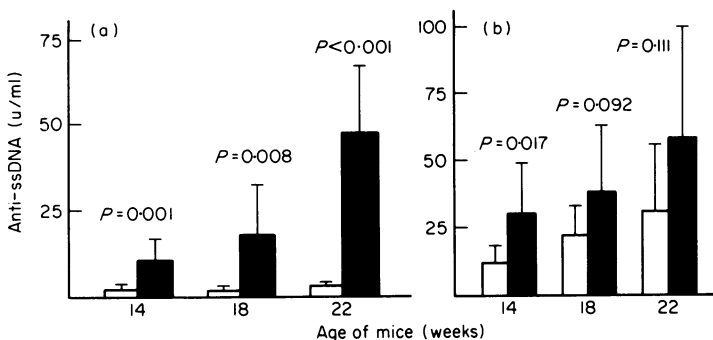 Anti-ssDNA (u/ml)
75
50
25
(a)
P=0·001
P=0·008
P<0·001
14
18
22
100
75
50
25
(b)
P=0·017
P=0·092
P=0·111
14
18
22
Age of mice (weeks)